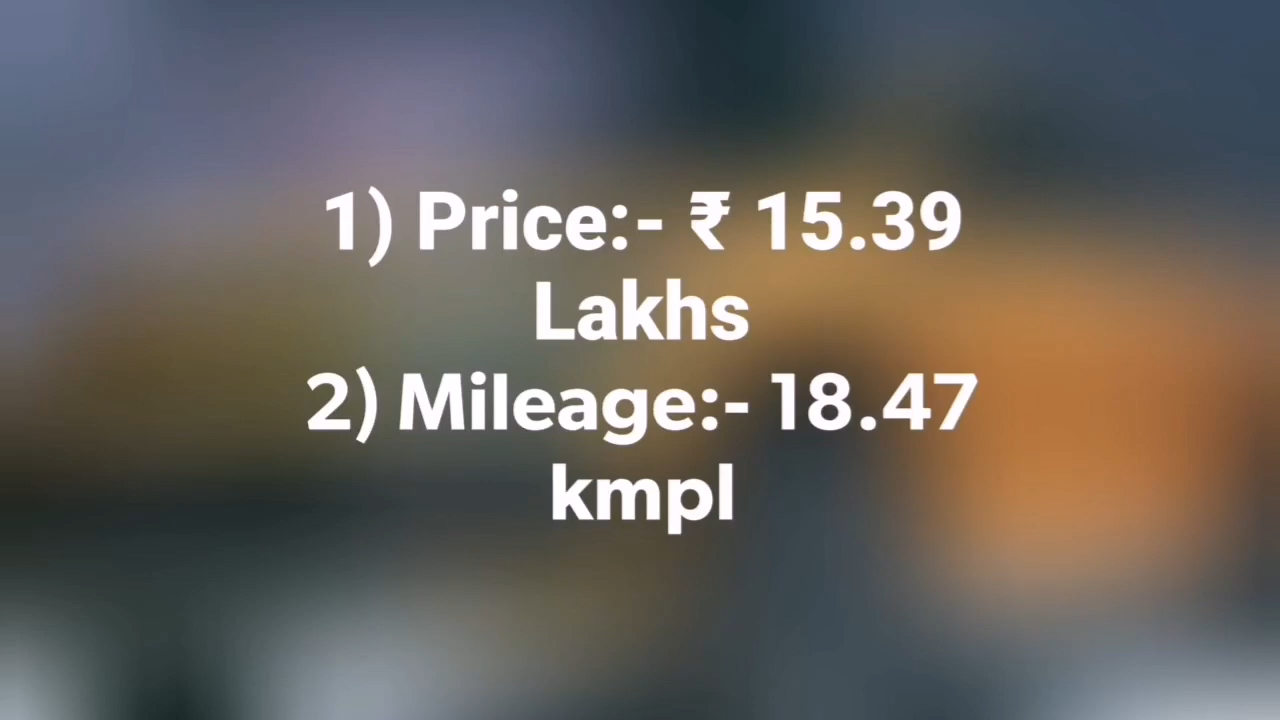 1) Price:- ₹ 15.39
Lakhs
2) Mileage:- 18.47
kmpl